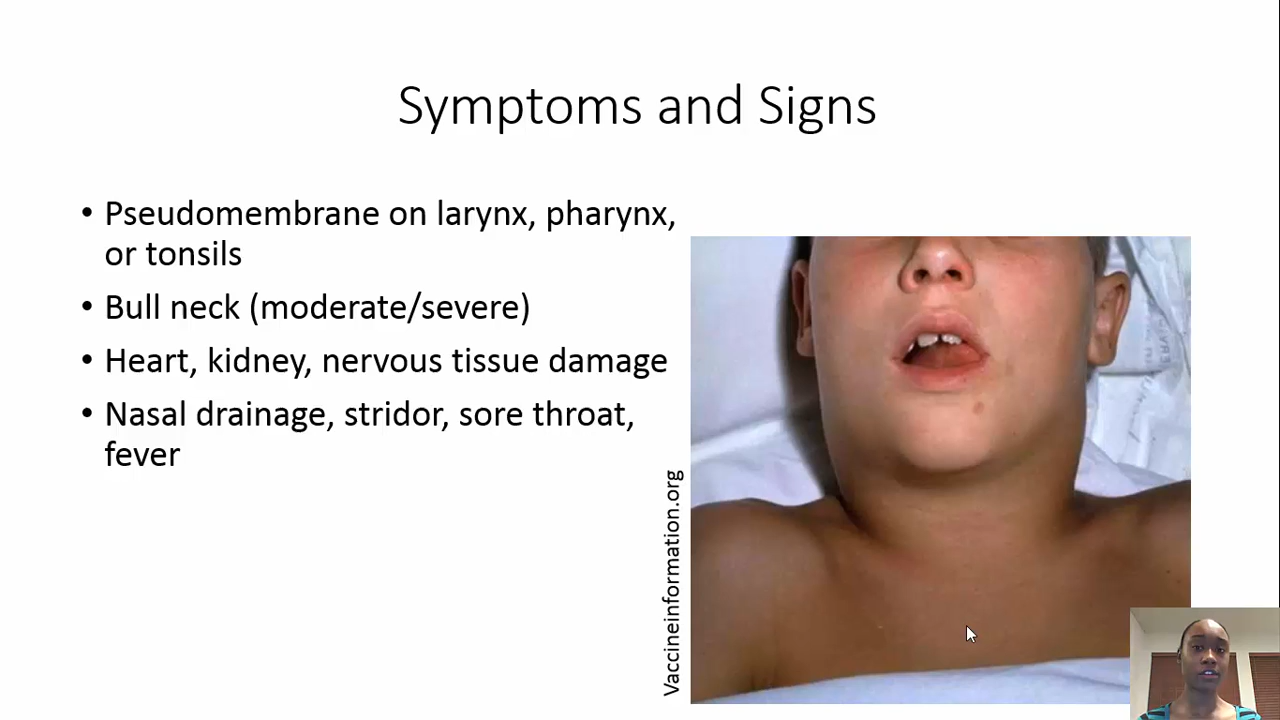 Symptoms and Signs
• Pseudomembrane on larynx, pharynx,
or tonsils
• Bull neck (moderate/severe)
• Heart, kidney, nervous tissue damage
• Nasal drainage, stridor, sore throat,
fever
Vaccineinformation.org